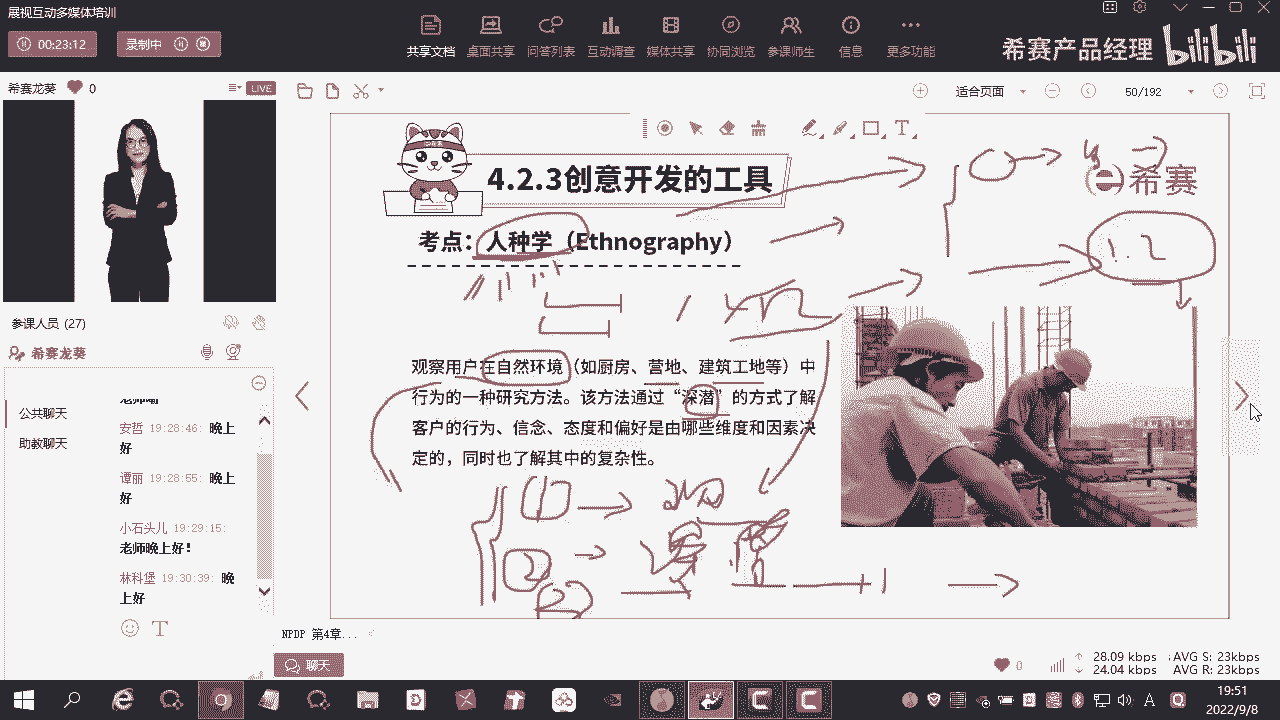 展视互动多媒体培训
00:23:12
录制中
共享文档
桌面共享
问答列表
互动调查
媒体共享
协同浏览
参课师生
信息
更多功能
希赛产品经理 bilibili
希赛龙葵 0
LIVE
适合页面
50/192
4.2.3创意开发的工具
希赛
考点：人种学（Ethnography）
1.2
观察用户在自然环境（如厨房、营地、建筑工地等）中
行为的一种研究方法。该方法通过“深潜”的方式了解
客户的行为、信念、态度和偏好是由哪些维度和因素决
定的，同时也了解其中的复杂性。
参课人员 (27)
希赛龙葵
公共聊天
助教聊天
安哲 19:28:46: 晚上
好
谭丽 19:28:55: 晚上
好
小石头儿 19:29:15:
老师晚上好！
林科堡 19:30:39: 晚
上好
①
②
NPDP 第4章...
聊天
0
28.09 kbps
AVG S: 23kbps
24.04 kbps
AVG R: 23kbps
19:51
2022/9/8